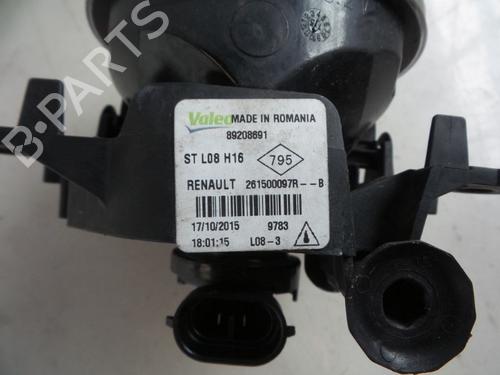 Valeo MADE IN ROMANIA
89208691
ST L08 H16 795
RENAULT 261500097R--B
17/10/2015 9783
18:01:15 L08-3